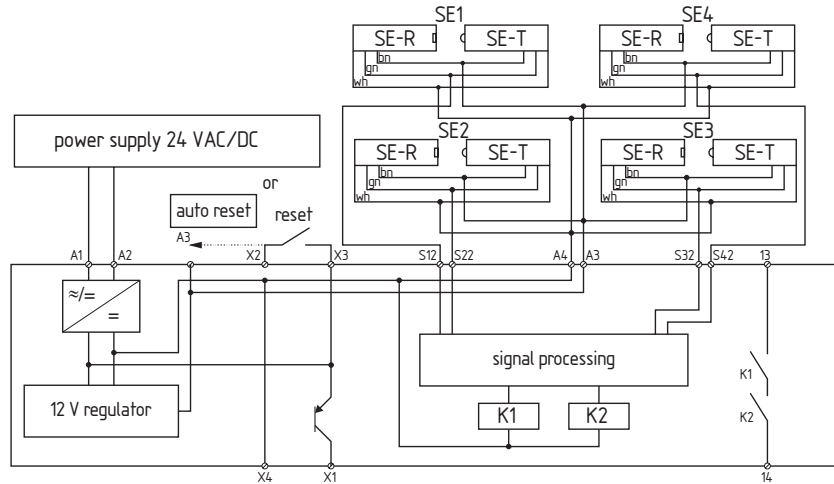 SE1 SE4
SE-R SE-T SE-R SE-T
bn bn
gn gn
wh wh
power supply 24 VAC/DC
SE2 SE3
SE-R SE-T SE-R SE-T
bn bn
gn gn
wh wh
or
auto reset reset
A3
A1 A2 X2 X3 S12 S22 A4 A3 S32 S42 13
≈/=
=
signal processing
K1
12 V regulator K1 K2
K2
X4 X1 14